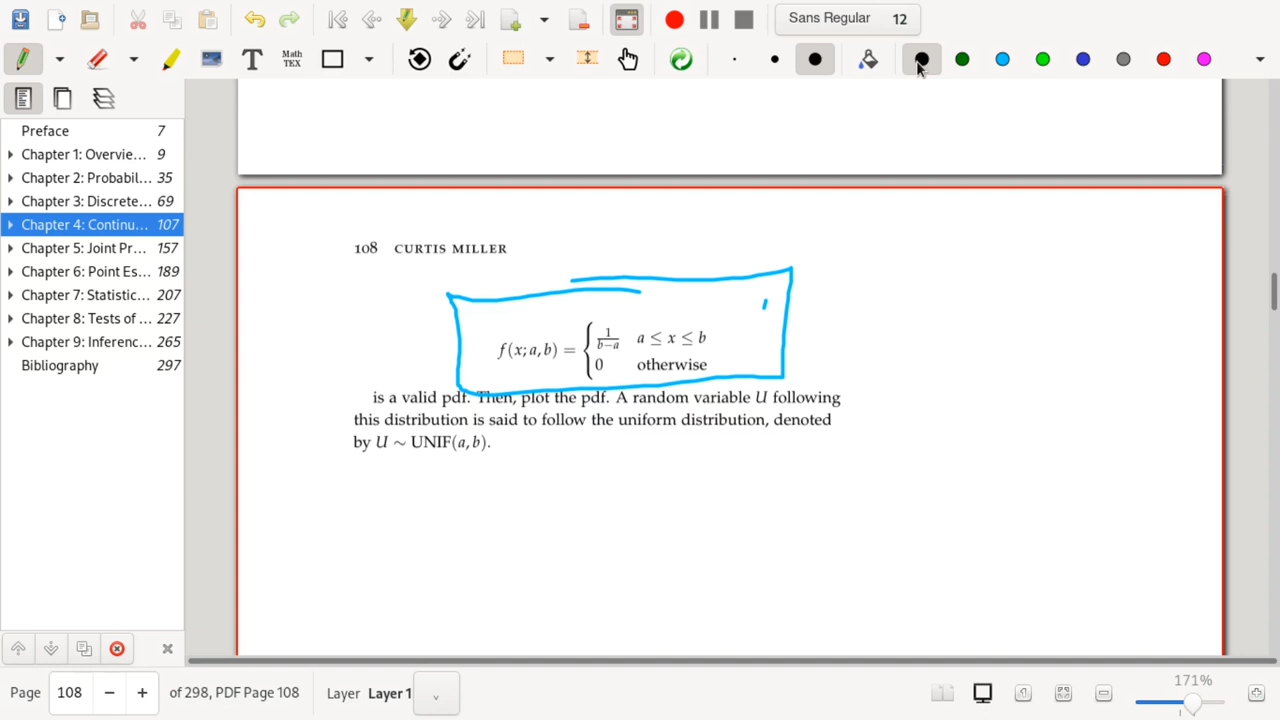 Sans Regular 12
T Math TEX
Preface 7
Chapter 1: Overvie... 9
Chapter 2: Probabil... 35
Chapter 3: Discrete... 69
Chapter 4: Continu... 107
Chapter 5: Joint Pr... 157
Chapter 6: Point Es... 189
Chapter 7: Statistic... 207
Chapter 8: Tests of ... 227
Chapter 9: Inferenc... 265
Bibliography 297
108 CURTIS MILLER
f(x; a, b) = { 1/(b−a) a ≤ x ≤ b
0 otherwise
is a valid pdf. Then, plot the pdf. A random variable U following
this distribution is said to follow the uniform distribution, denoted
by U ∼ UNIF(a, b).
171%
Page 108 − + of 298, PDF Page 108 Layer Layer 1